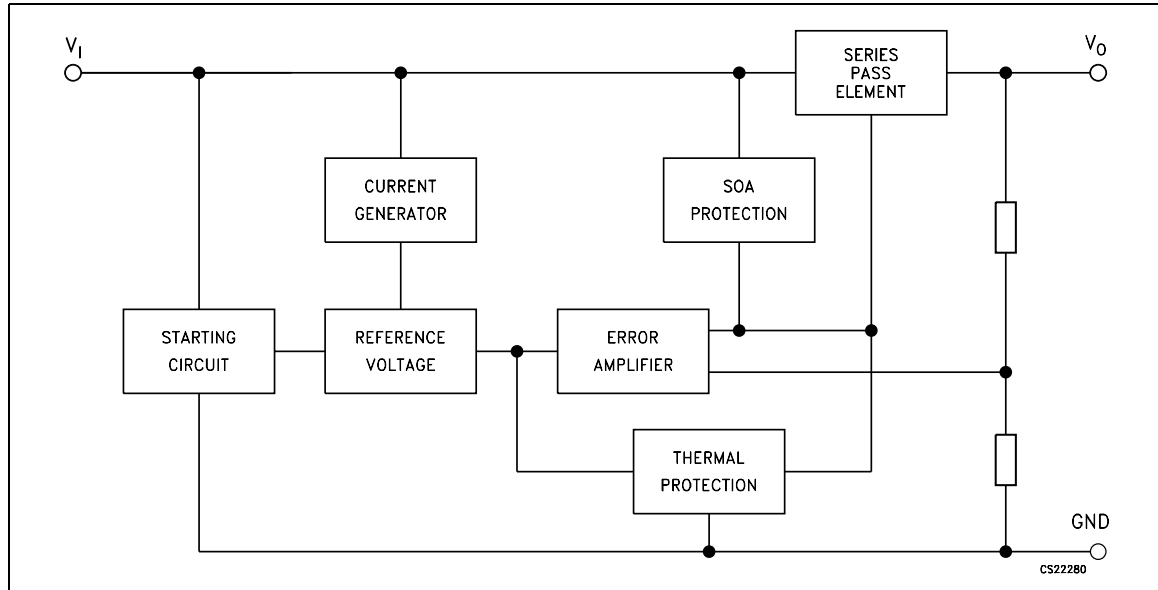 V_I
SERIES
PASS
ELEMENT
V_O
CURRENT
GENERATOR
SOA
PROTECTION
STARTING
CIRCUIT
REFERENCE
VOLTAGE
ERROR
AMPLIFIER
THERMAL
PROTECTION
GND
CS22280